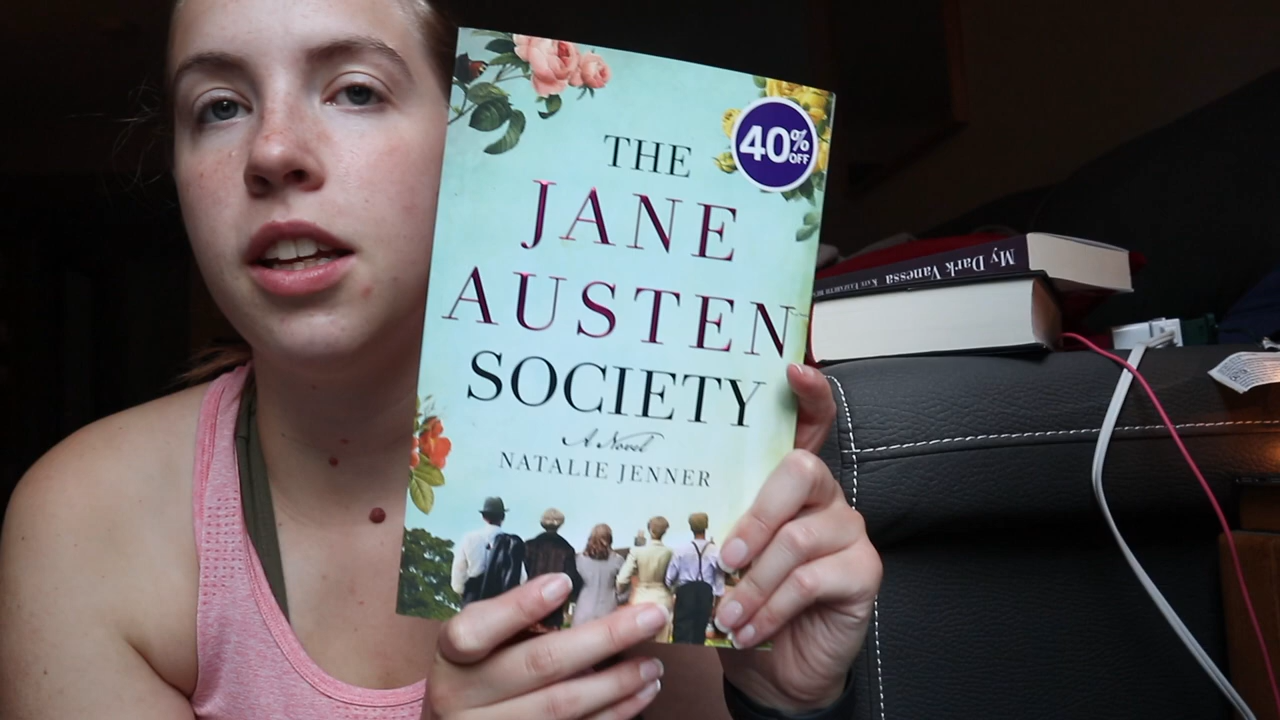 THE
JANE
AUSTEN
SOCIETY
A Novel
NATALIE JENNER
40% OFF
My Dark Vanessa